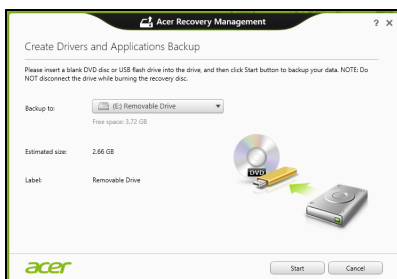 Acer Recovery Management
? ×
Create Drivers and Applications Backup
Please insert a blank DVD disc or USB flash drive into the drive, and then click Start button to backup your data. NOTE: Do
NOT disconnect the drive while burning the recovery disc.
Backup to: (E:) Removable Drive
Free space: 3.72 GB
Estimated size: 2.66 GB
Label: Removable Drive
DVD
acer Start Cancel